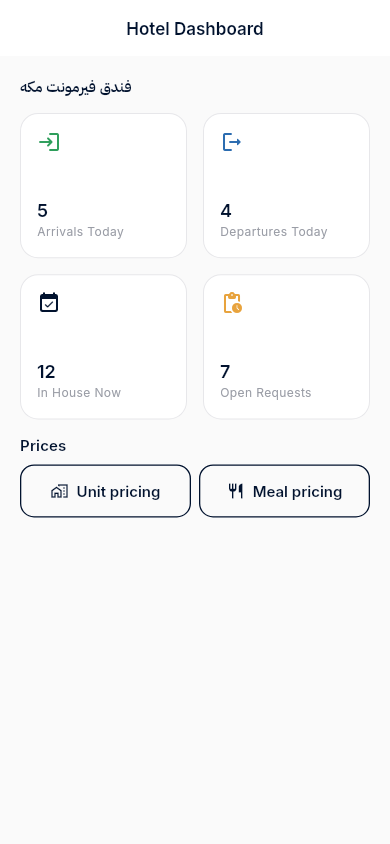 Hotel Dashboard
فندق فيرمونت مكه
5
Arrivals Today
4
Departures Today
12
In House Now
7
Open Requests
Prices
Unit pricing
Meal pricing